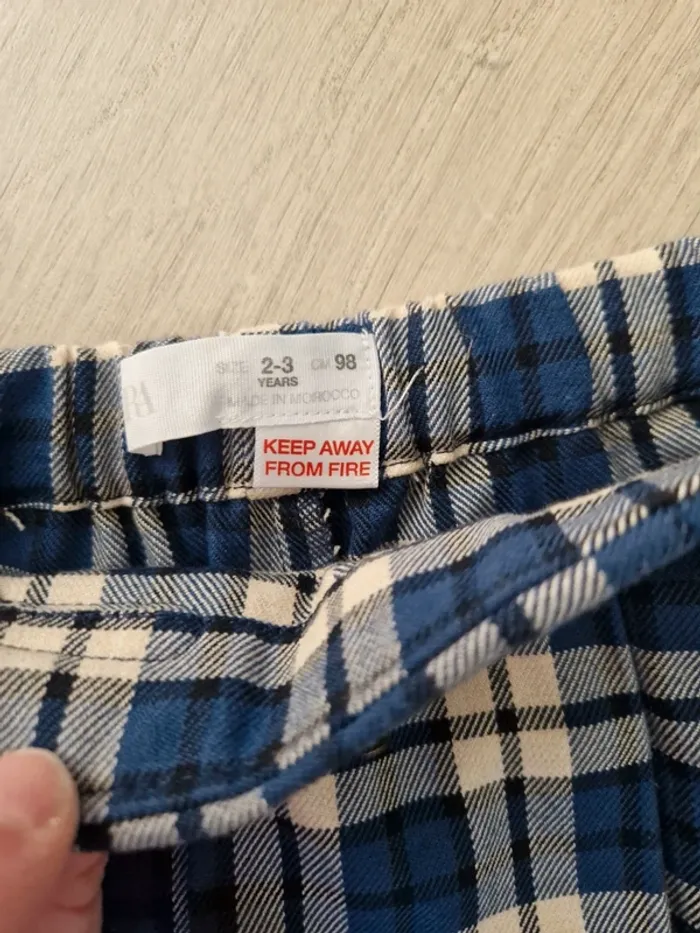 SIZE 2-3 CM 98
YEARS
MADE IN MOROCCO
KEEP AWAY
FROM FIRE